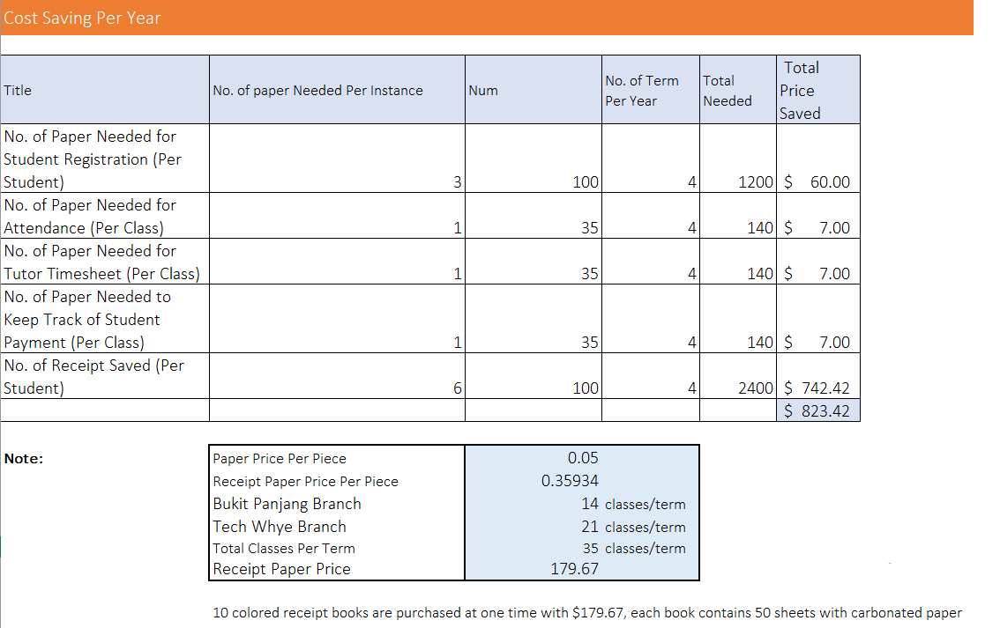 Cost Saving Per Year
Title
No. of paper Needed Per Instance
Num
No. of Term
Per Year
Total
Needed
Total
Price
Saved
No. of Paper Needed for
Student Registration (Per
Student)
3
100
4
1200
$ 60.00
No. of Paper Needed for
Attendance (Per Class)
1
35
4
140
$ 7.00
No. of Paper Needed for
Tutor Timesheet (Per Class)
1
35
4
140
$ 7.00
No. of Paper Needed to
Keep Track of Student
Payment (Per Class)
1
35
4
140
$ 7.00
No. of Receipt Saved (Per
Student)
6
100
4
2400
$ 742.42
$ 823.42
Note:
Paper Price Per Piece 0.05
Receipt Paper Price Per Piece 0.35934
Bukit Panjang Branch 14 classes/term
Tech Whye Branch 21 classes/term
Total Classes Per Term 35 classes/term
Receipt Paper Price 179.67
10 colored receipt books are purchased at one time with $179.67, each book contains 50 sheets with carbonated paper